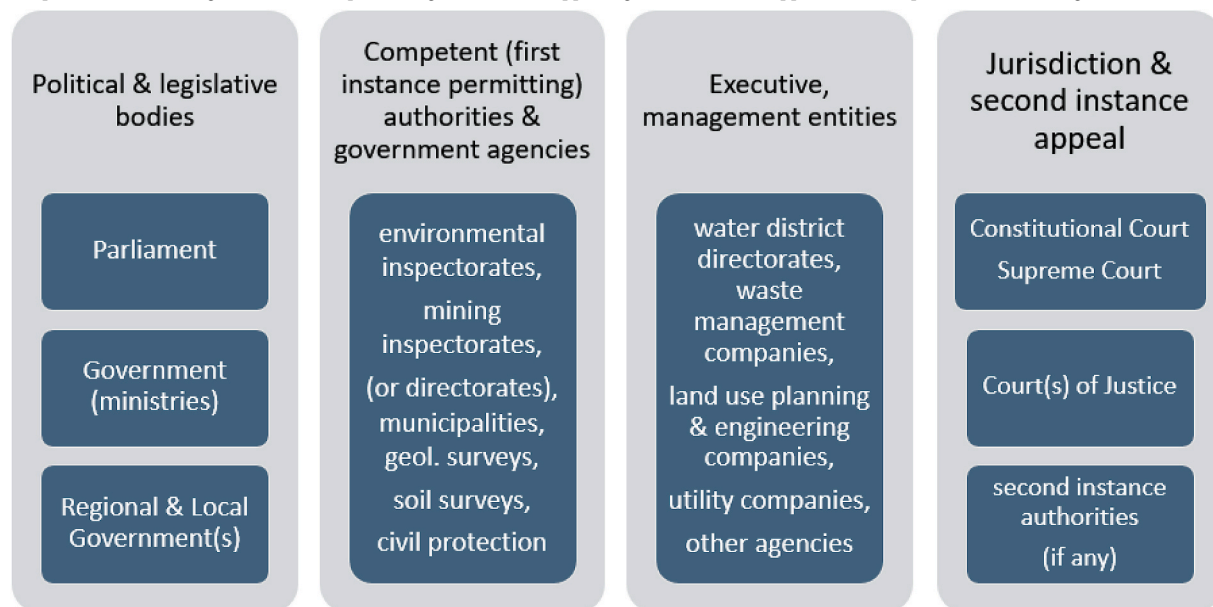 Political & legislative
bodies
Parliament
Government
(ministries)
Regional & Local
Government(s)
Competent (first
instance permitting)
authorities &
government agencies
environmental
inspectorates,
mining
inspectorates,
(or directorates),
municipalities,
geol. surveys,
soil surveys,
civil protection
Executive,
management entities
water district
directorates,
waste
management
companies,
land use planning
& engineering
companies,
utility companies,
other agencies
Jurisdiction &
second instance
appeal
Constitutional Court
Supreme Court
Court(s) of Justice
second instance
authorities
(if any)